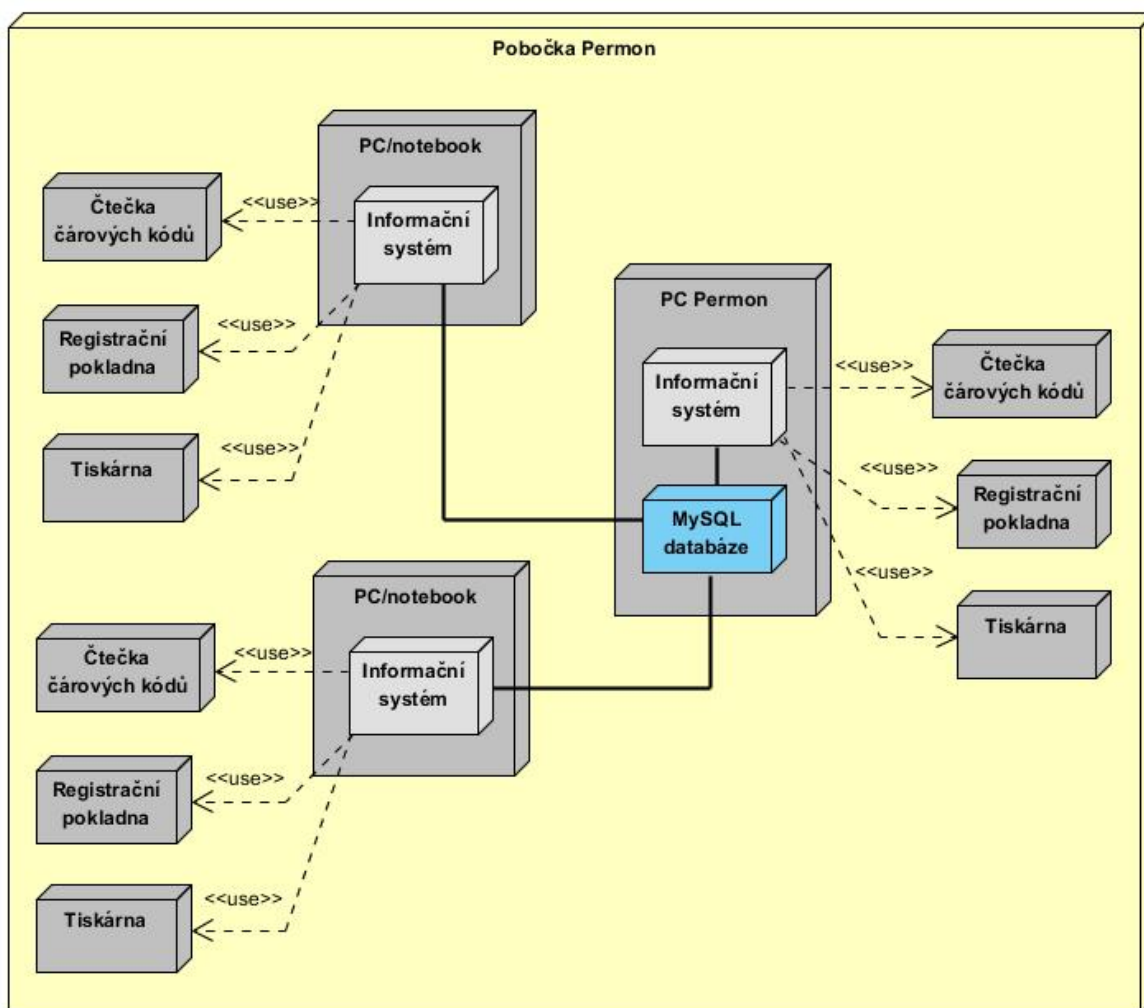 Pobočka Permon
PC/notebook
Informační
systém
Čtečka
čárových kódů
<<use>>
Registrační
pokladna
<<use>>
Tiskárna
<<use>>
PC Permon
Informační
systém
MySQL
databáze
<<use>>
Čtečka
čárových kódů
<<use>>
Registrační
pokladna
<<use>>
Tiskárna
PC/notebook
Informační
systém
Čtečka
čárových kódů
<<use>>
Registrační
pokladna
<<use>>
Tiskárna
<<use>>